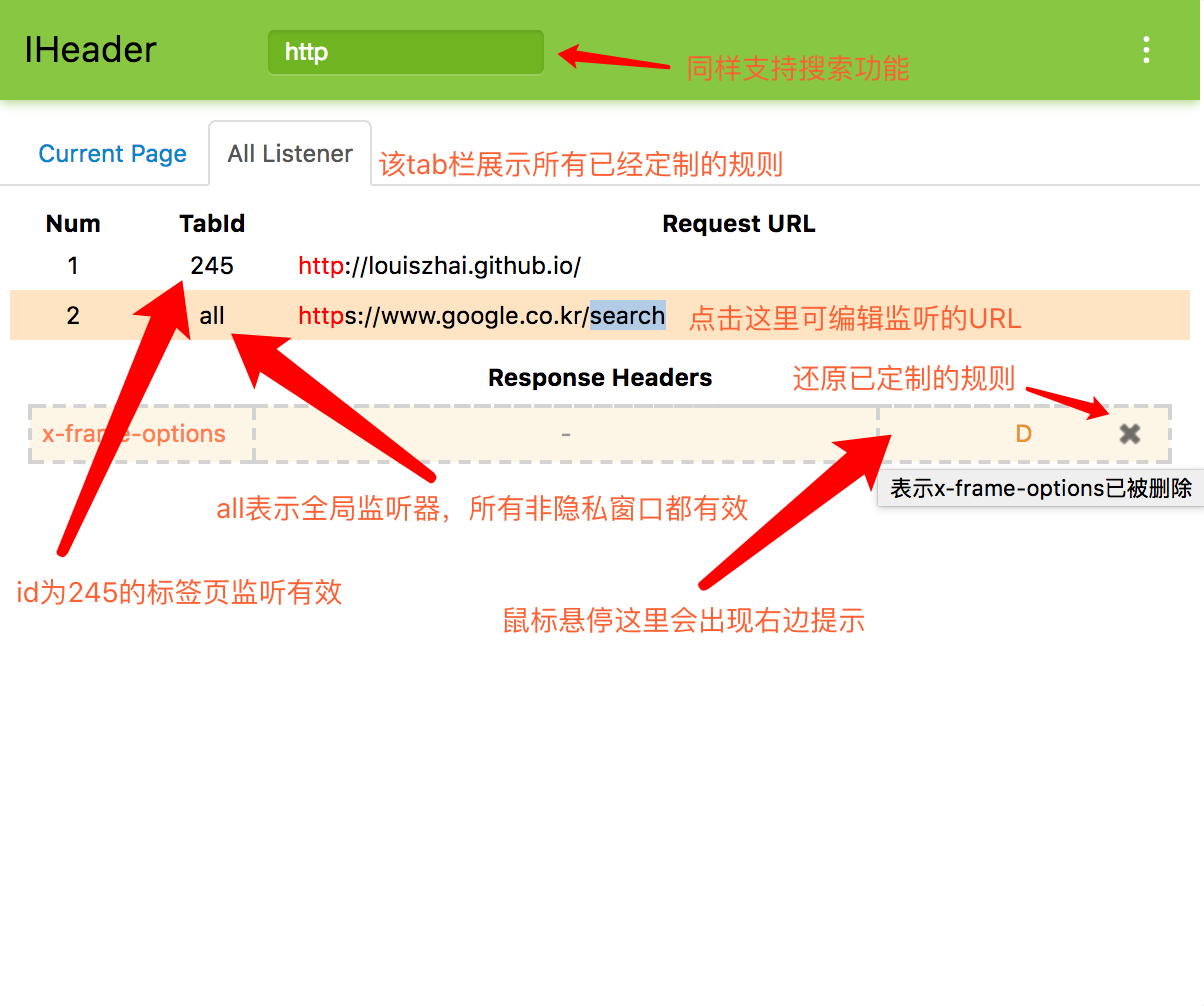 IHeader
http
同样支持搜索功能
Current Page
All Listener
该tab栏展示所有已经定制的规则
Num TabId Request URL
1 245 http://louiszhai.github.io/
2 all https://www.google.co.kr/search 点击这里可编辑监听的URL
Response Headers
还原已定制的规则
x-frame-options - D ✖
表示x-frame-options已被删除
all表示全局监听器，所有非隐私窗口都有效
id为245的标签页监听有效
鼠标悬停这里会出现右边提示